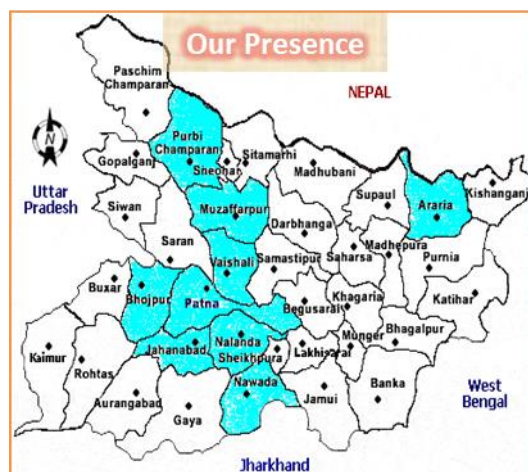 Our Presence
Paschim
Champaran
NEPAL
N
Purbi
Champaran
Gopalganj
Sheohar
Sitamarhi
Madhubani
Kishanganj
Uttar
Pradesh
Siwan
Muzaffarpur
Darbhanga
Supaul
Araria
Saran
Vaishali
Samastipur
Saharsa
Madhepura
Purnia
Buxar
Bhojpur
Patna
Begusarai
Khagaria
Katihar
Kaimur
Rohtas
Jahanabad
Nalanda
Sheikhpura
Lakhisarai
Munger
Bhagalpur
Aurangabad
Gaya
Nawada
Jamui
Banka
West
Bengal
Jharkhand